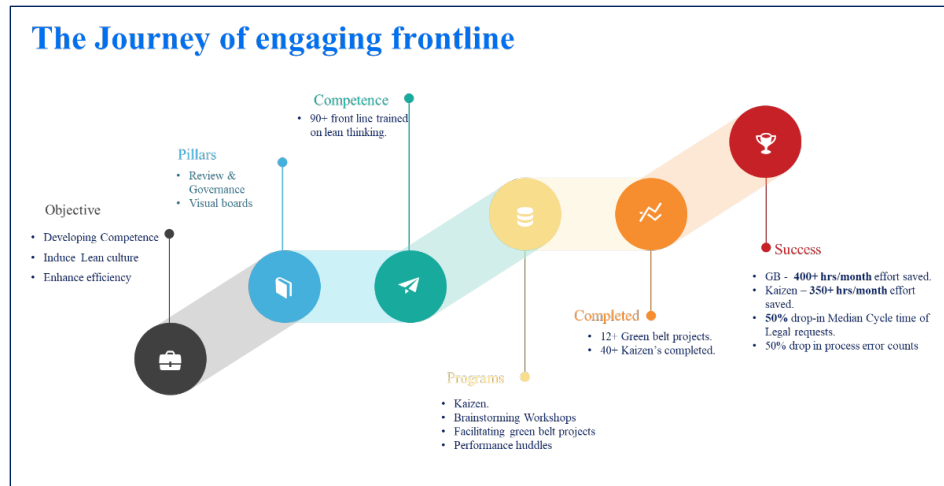 The Journey of engaging frontline
Objective
• Developing Competence
• Induce Lean culture
• Enhance efficiency
Pillars
• Review &
Governance
• Visual boards
Competence
• 90+ front line trained
on lean thinking.
Programs
• Kaizen.
• Brainstorming Workshops
• Facilitating green belt projects
• Performance huddles
Completed
• 12+ Green belt projects.
• 40+ Kaizen's completed.
Success
• GB - 400+ hrs/month effort saved.
• Kaizen – 350+ hrs/month effort
saved.
• 50% drop-in Median Cycle time of
Legal requests.
• 50% drop in process error counts